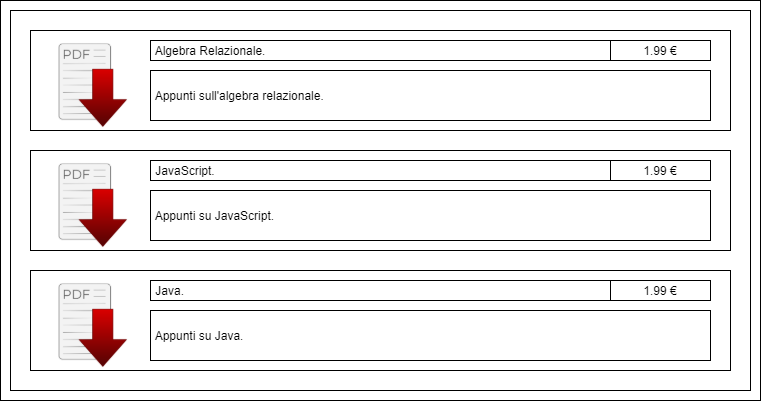 PDF
Algebra Relazionale.
1.99 €
Appunti sull'algebra relazionale.
PDF
JavaScript.
1.99 €
Appunti su JavaScript.
PDF
Java.
1.99 €
Appunti su Java.